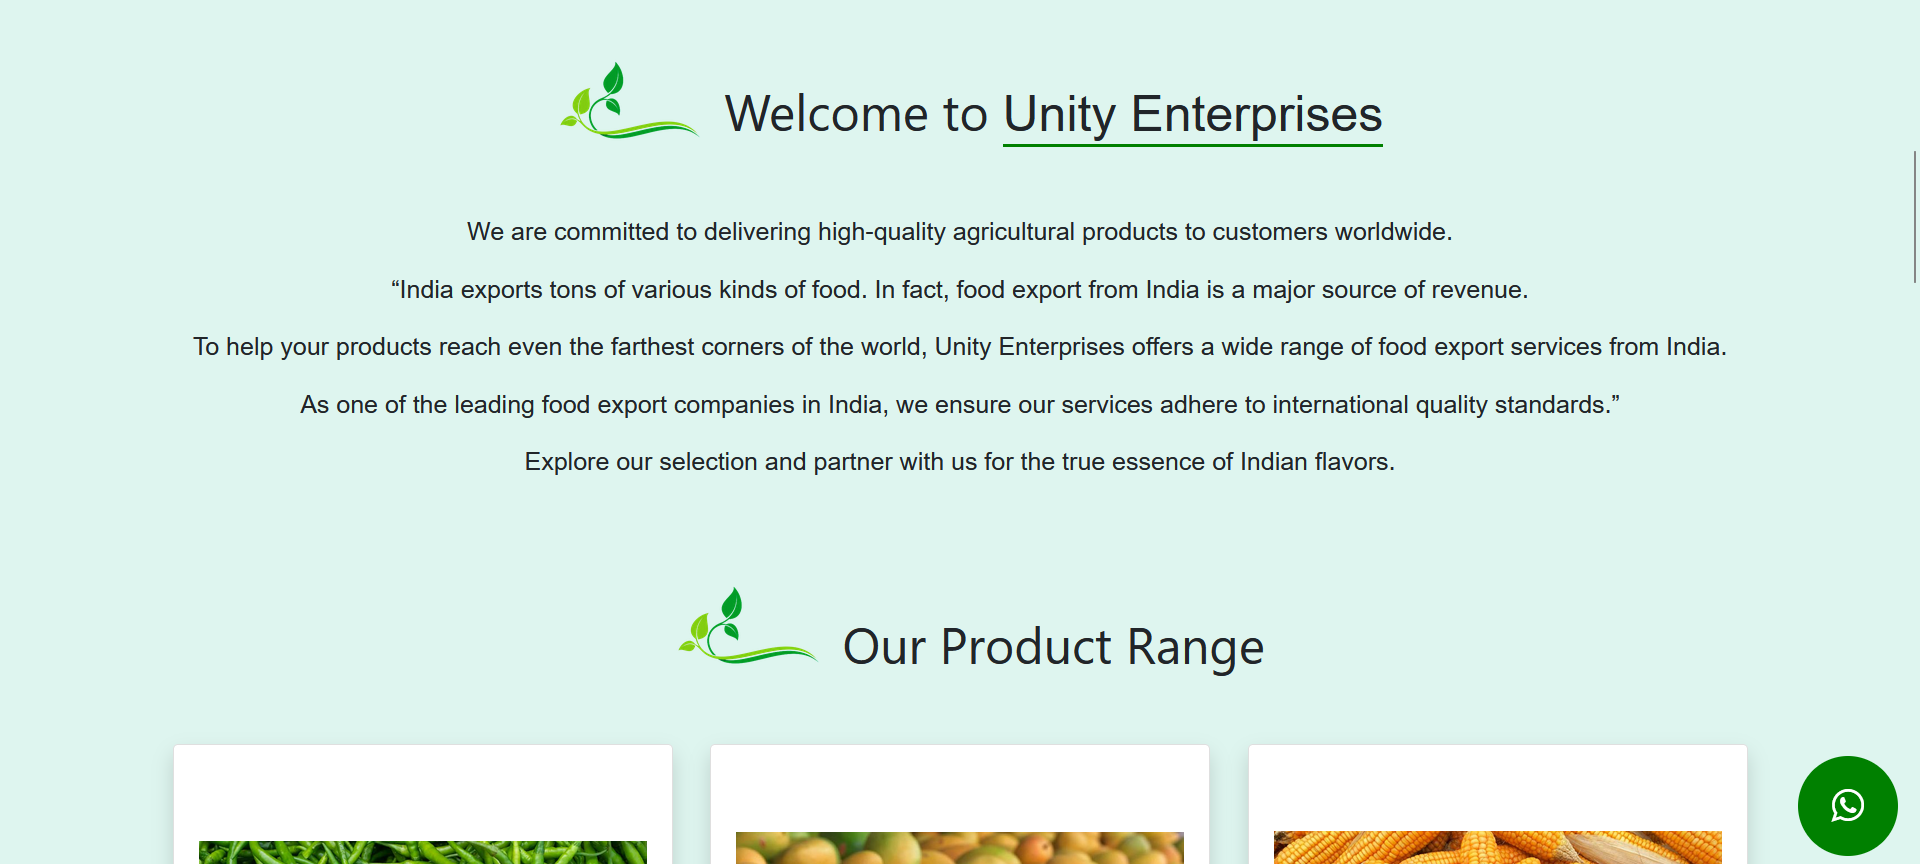 Welcome to Unity Enterprises
We are committed to delivering high-quality agricultural products to customers worldwide.
“India exports tons of various kinds of food. In fact, food export from India is a major source of revenue.
To help your products reach even the farthest corners of the world, Unity Enterprises offers a wide range of food export services from India.
As one of the leading food export companies in India, we ensure our services adhere to international quality standards.”
Explore our selection and partner with us for the true essence of Indian flavors.
Our Product Range